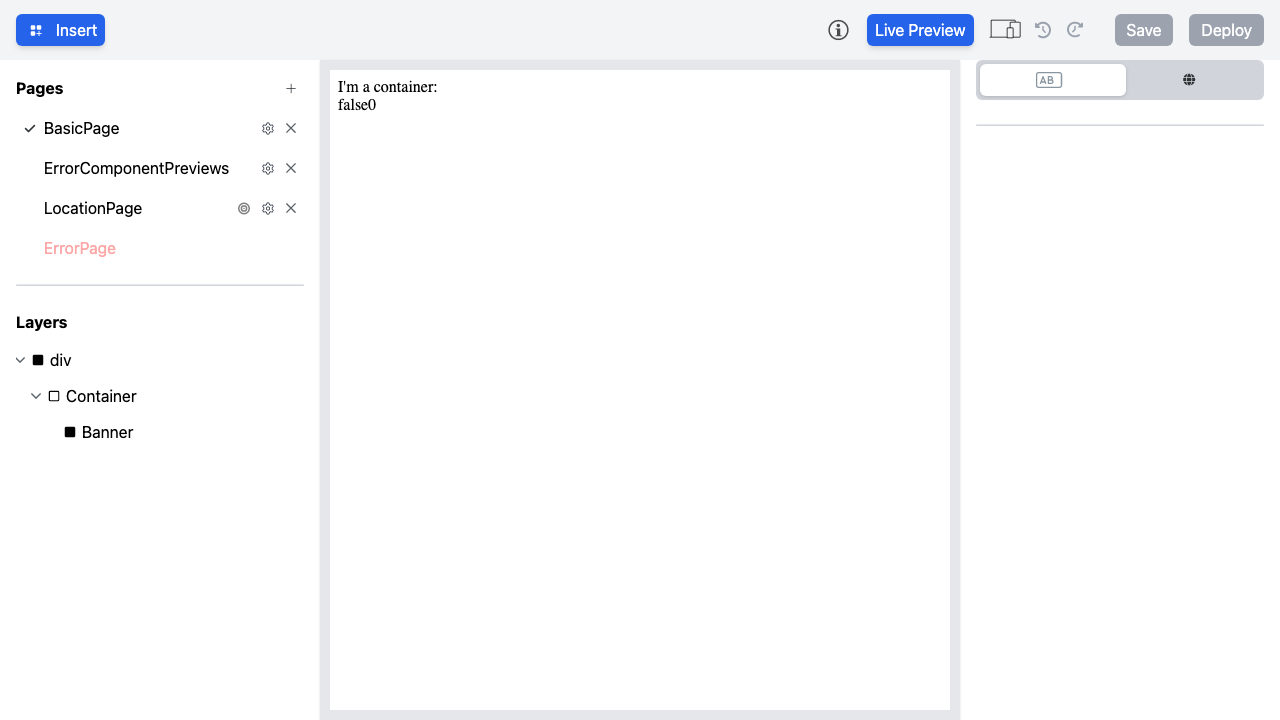 Insert
Live Preview
Save
Deploy
Pages
BasicPage
ErrorComponentPreviews
LocationPage
ErrorPage
Layers
div
Container
Banner
I'm a container:
false0
AB